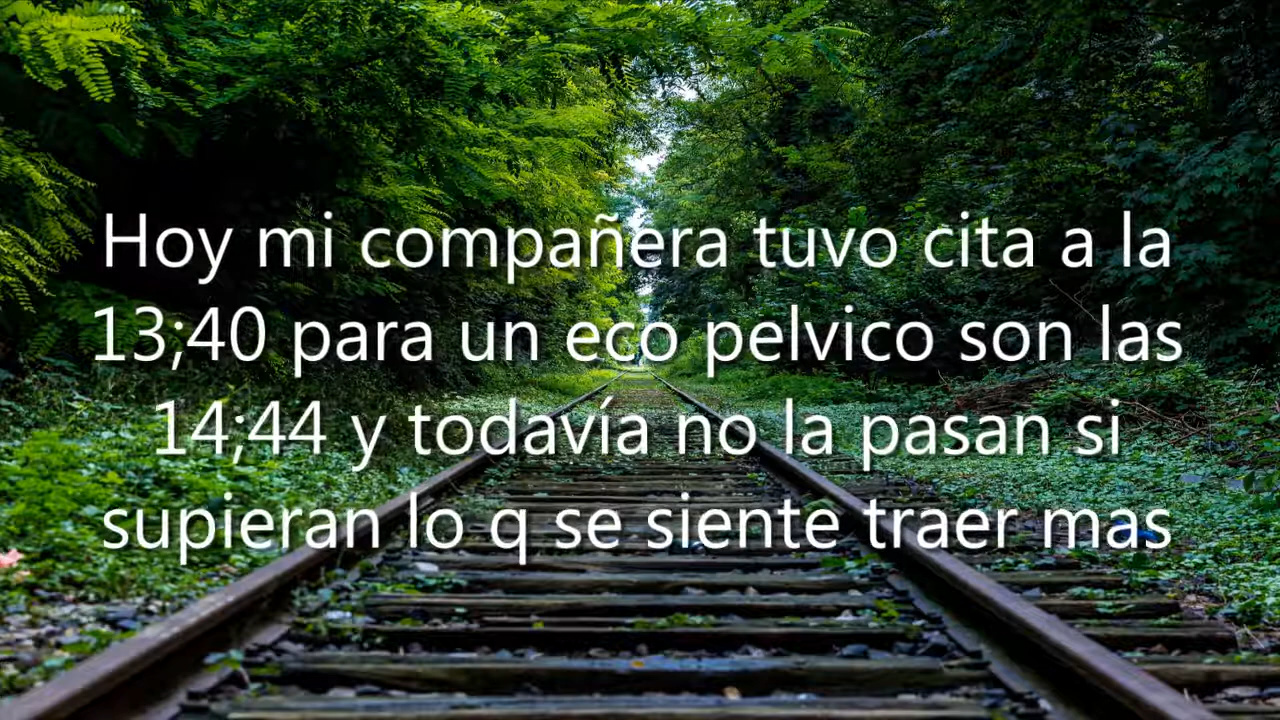 Hoy mi compañera tuvo cita a la
13;40 para un eco pelvico son las
14;44 y todavía no la pasan si
supieran lo q se siente traer mas